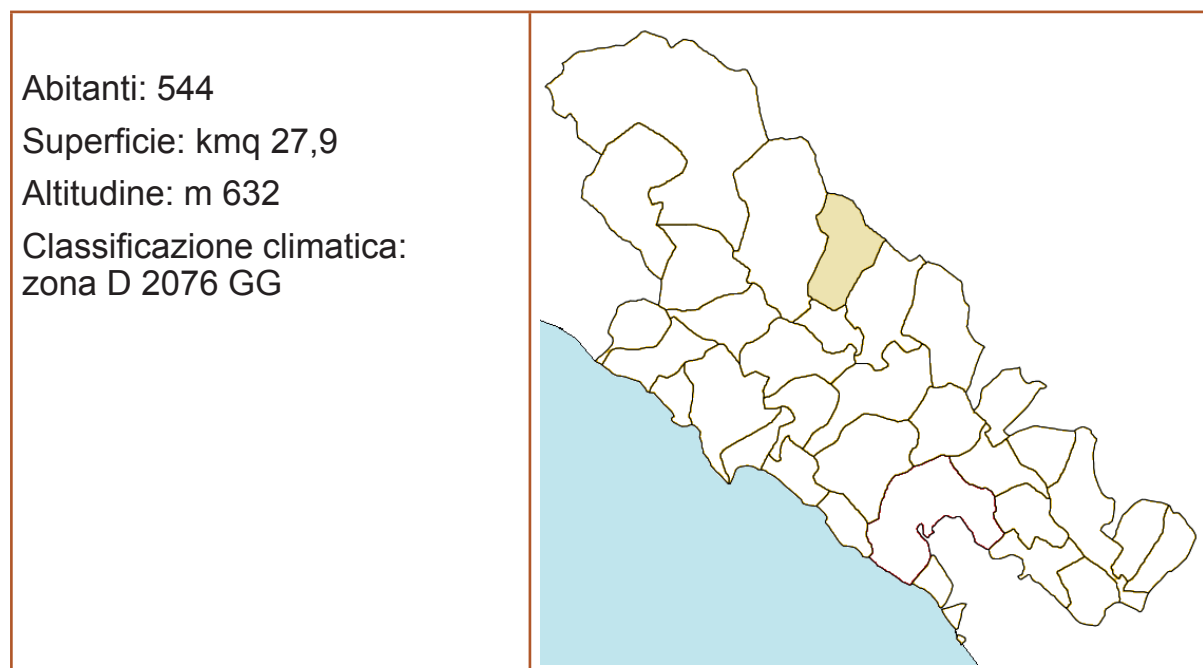 Abitanti: 544
Superficie: kmq 27,9
Altitudine: m 632
Classificazione climatica:
zona D 2076 GG